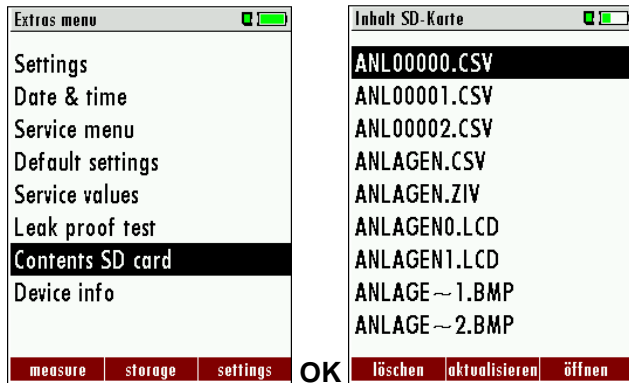 Extras menu
Settings
Date & time
Service menu
Default settings
Service values
Leak proof test
Contents SD card
Device info
measure storage settings
OK
Inhalt SD-Karte
ANL00000.CSV
ANL00001.CSV
ANL00002.CSV
ANLAGEN.CSV
ANLAGEN.ZIV
ANLAGEN0.LCD
ANLAGEN1.LCD
ANLAGE~1.BMP
ANLAGE~2.BMP
löschen aktualisieren öffnen